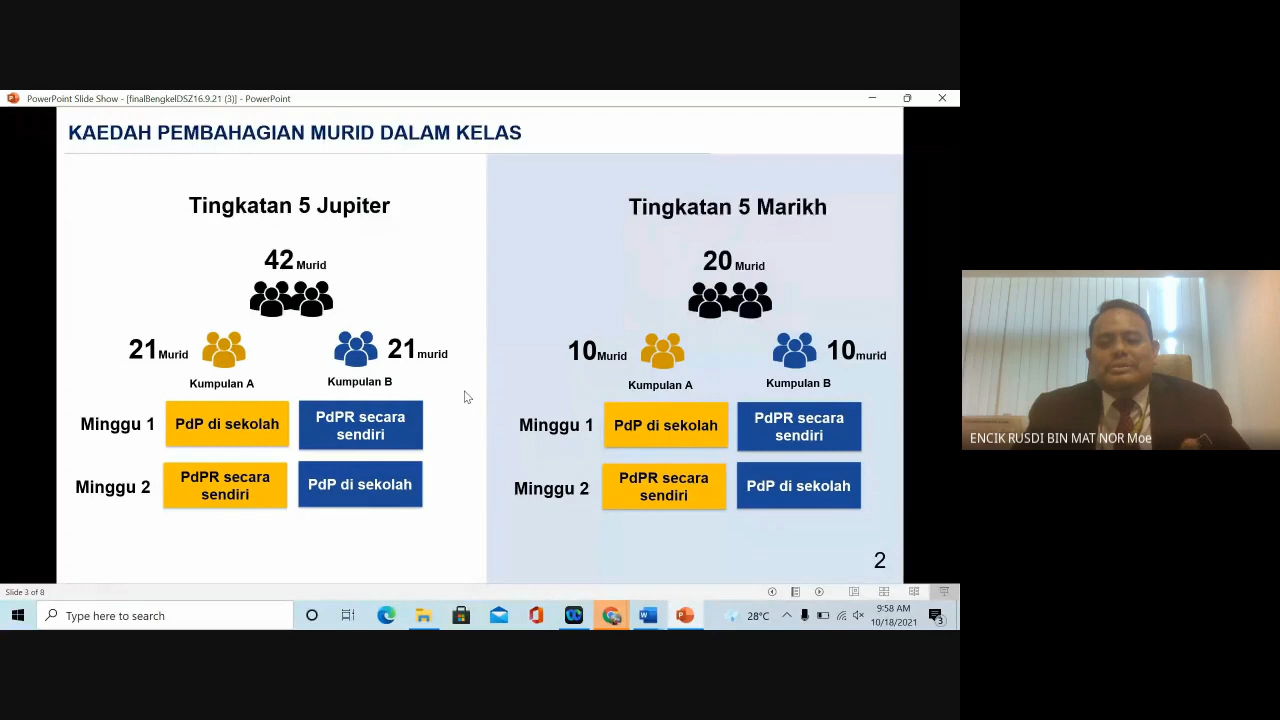 PowerPoint Slide Show - [finalBengkelDSZ16.9.21 (3)] - PowerPoint
KAEDAH PEMBAHAGIAN MURID DALAM KELAS
Tingkatan 5 Jupiter
42 Murid
21 Murid
21 murid
Kumpulan A
Kumpulan B
Minggu 1
PdP di sekolah
PdPR secara
sendiri
Minggu 2
PdPR secara
sendiri
PdP di sekolah
Tingkatan 5 Marikh
20 Murid
10 Murid
10 murid
Kumpulan A
Kumpulan B
Minggu 1
PdP di sekolah
PdPR secara
sendiri
Minggu 2
PdPR secara
sendiri
PdP di sekolah
2
ENCIK RUSDI BIN MAT NOR Moe
Slide 3 of 8
Type here to search
28°C
9:58 AM
10/18/2021
3